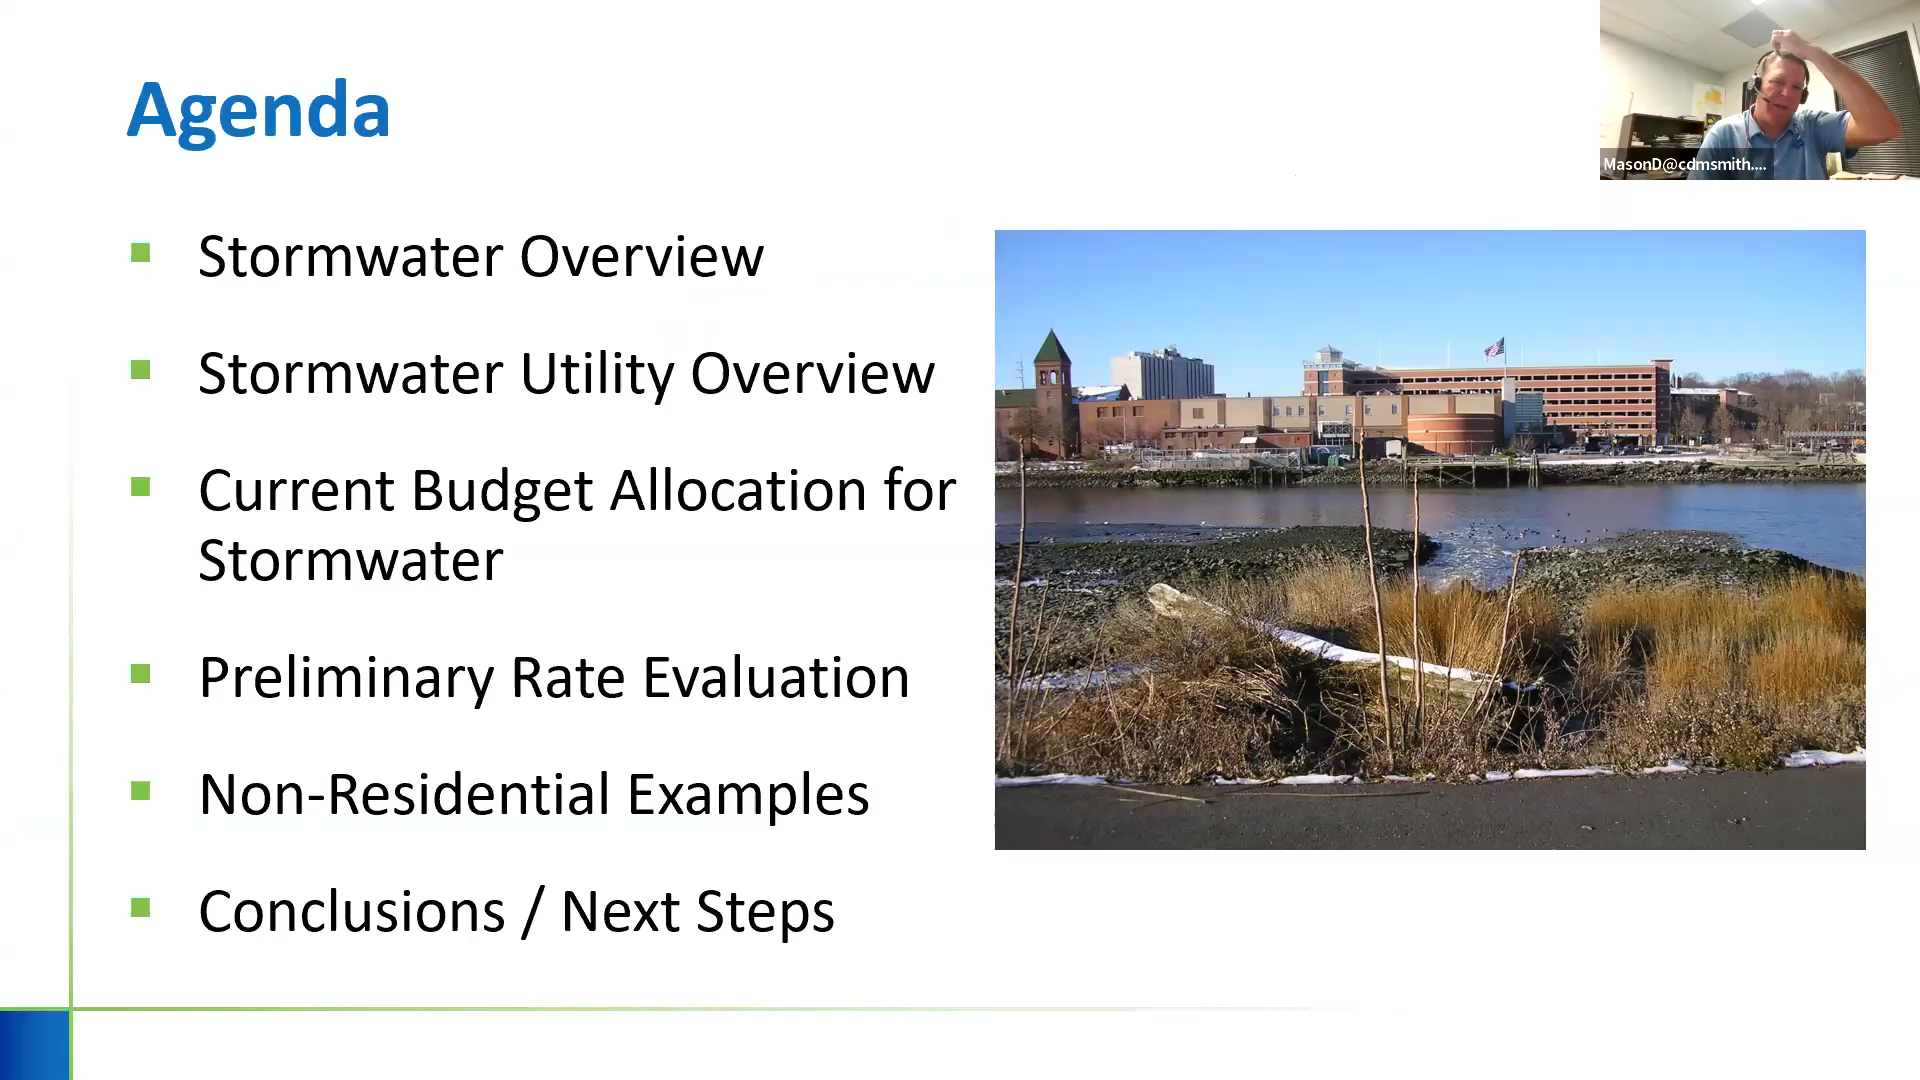 Agenda
MasonD@cdmsmith....
Stormwater Overview
Stormwater Utility Overview
Current Budget Allocation for
Stormwater
Preliminary Rate Evaluation
Non-Residential Examples
Conclusions / Next Steps